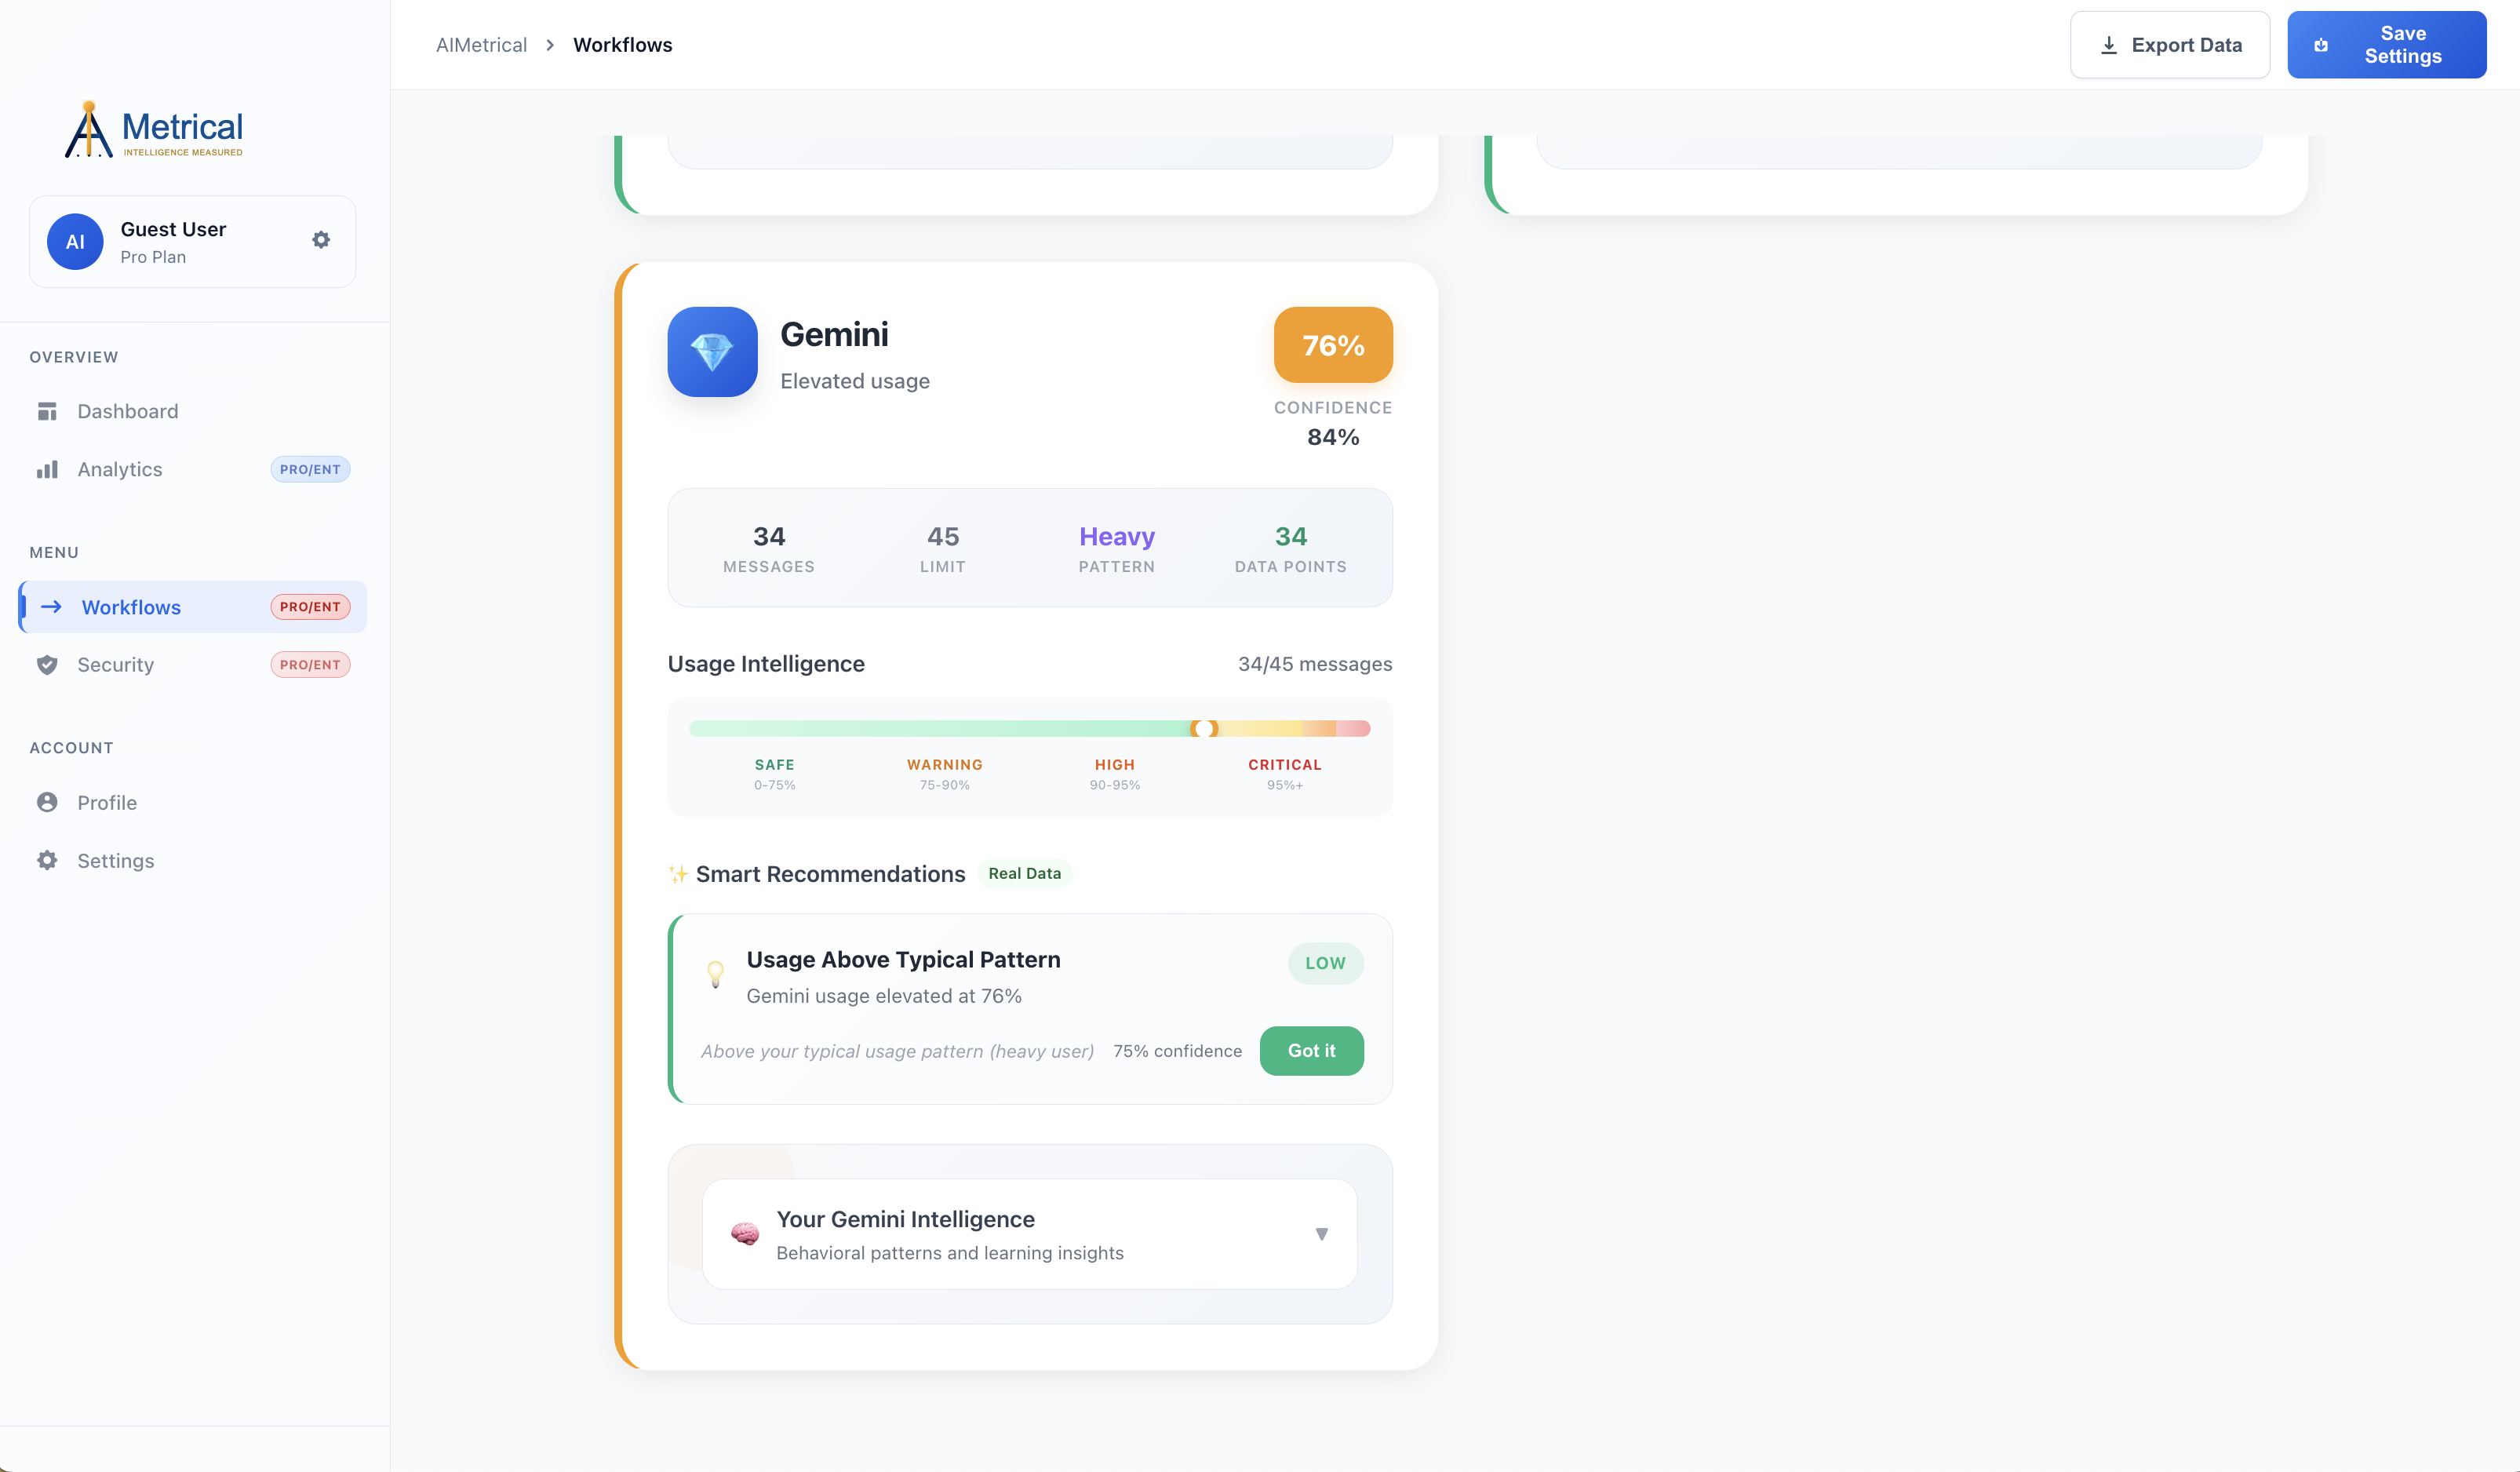 Metrical
INTELLIGENCE MEASURED
AI
Guest User
Pro Plan
OVERVIEW
Dashboard
Analytics PRO/ENT
MENU
Workflows PRO/ENT
Security PRO/ENT
ACCOUNT
Profile
Settings
AIMetrical > Workflows
Export Data
Save
Settings
Gemini
Elevated usage
76%
CONFIDENCE
84%
34 45 Heavy 34
MESSAGES LIMIT PATTERN DATA POINTS
Usage Intelligence 34/45 messages
SAFE WARNING HIGH CRITICAL
0-75% 75-90% 90-95% 95%+
✨ Smart Recommendations Real Data
Usage Above Typical Pattern LOW
Gemini usage elevated at 76%
Above your typical usage pattern (heavy user) 75% confidence Got it
Your Gemini Intelligence
Behavioral patterns and learning insights